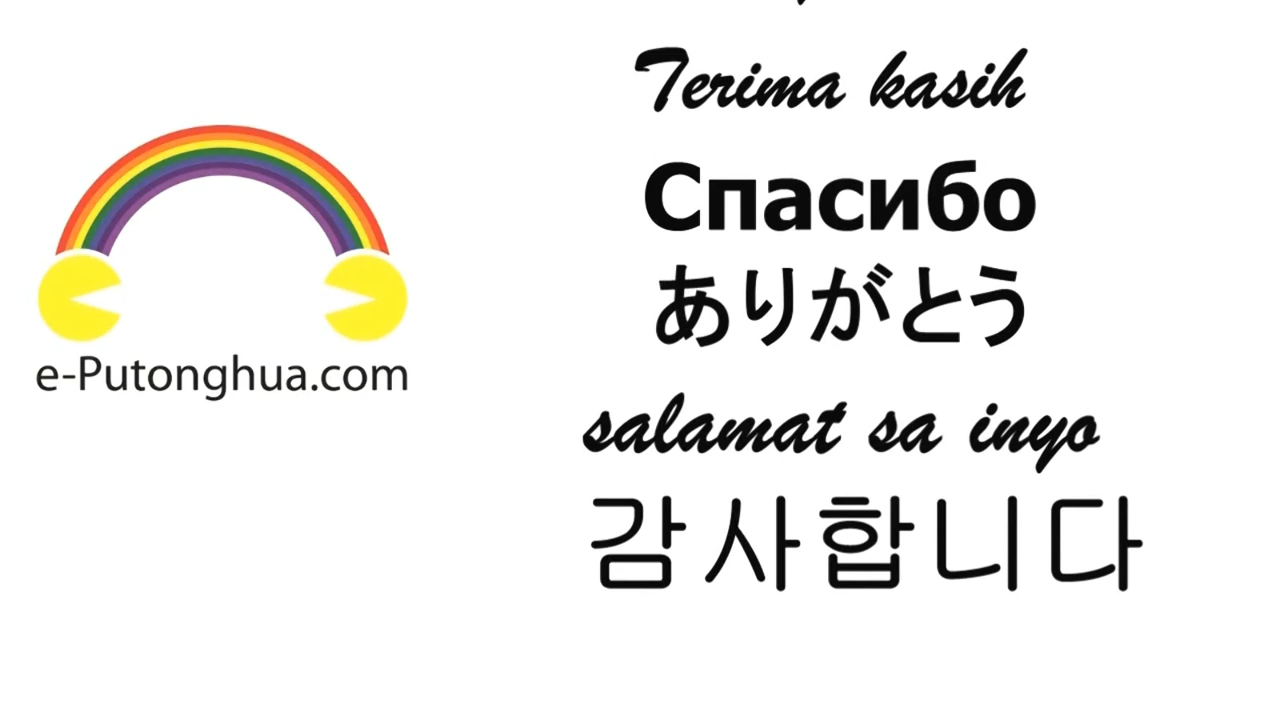 Terima kasih
Спасибо
ありがとう
e-Putonghua.com
salamat sa inyo
감사합니다